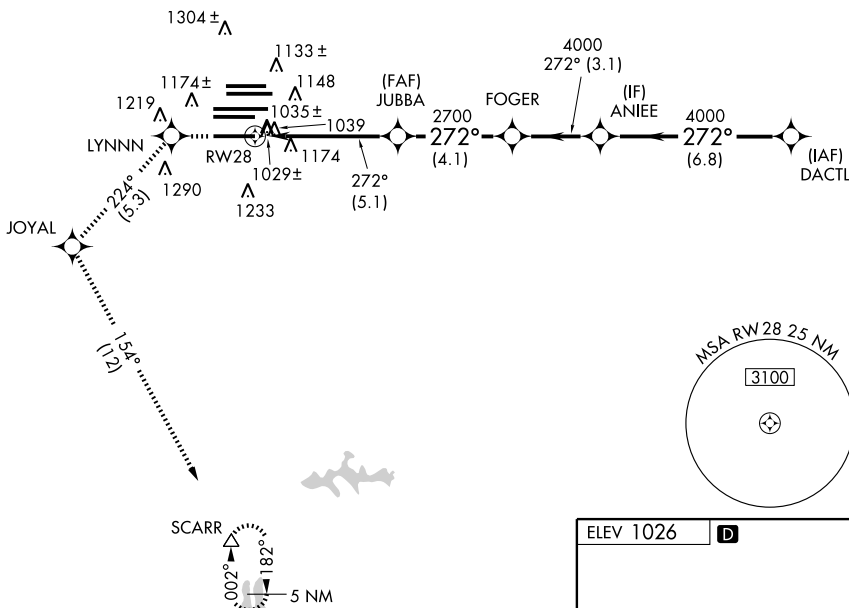 1304 ±
1133 ±
1174 ±
1148
1219
1035 ±
1039
LYNNN
RW28
1174
1029 ±
1290
1233
(FAF)
JUBBA
2700
272°
(4.1)
FOGER
4000
272° (3.1)
(IF)
ANIEE
4000
272°
(6.8)
(IAF)
DACTL
272°
(5.1)
224°
(5.3)
JOYAL
154°
(12)
MSA RW28 25 NM
3100
SCARR
002°
182°
5 NM
ELEV 1026
D